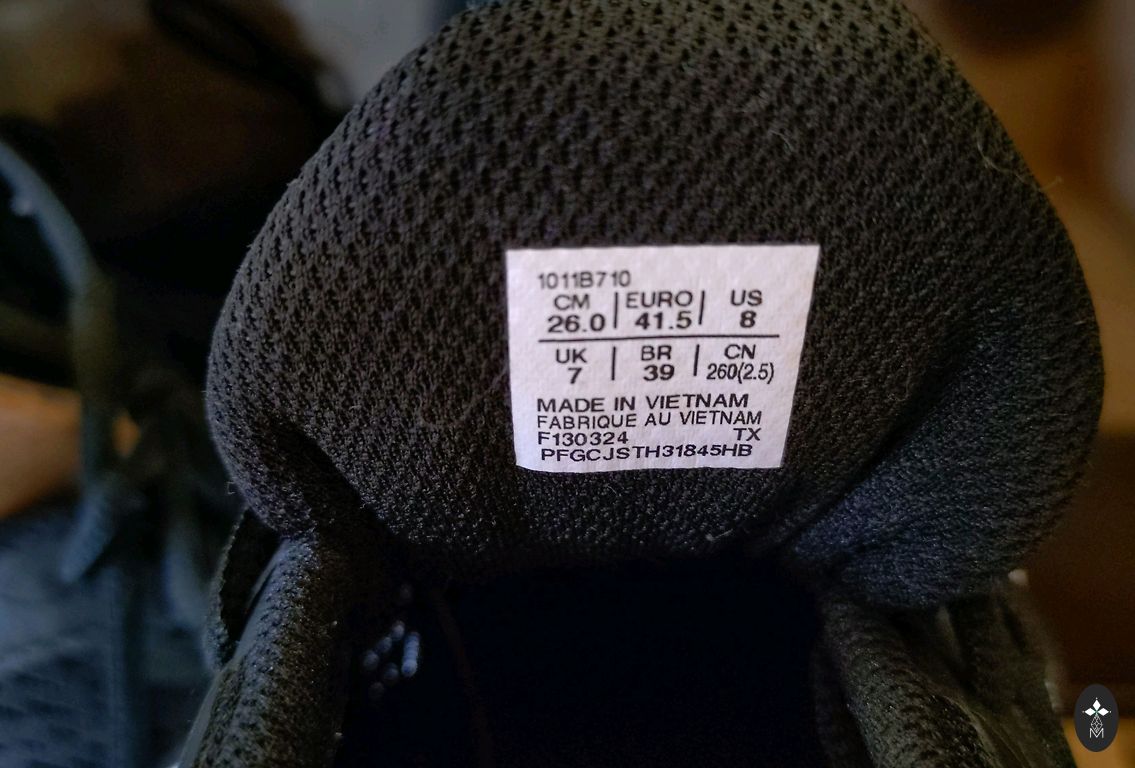 1011B710
CM | EURO | US
26.0 | 41.5 | 8
UK | BR | CN
7 | 39 | 260(2.5)
MADE IN VIETNAM
FABRIQUE AU VIETNAM
F130324 TX
PFGCJSTH31845HB
M